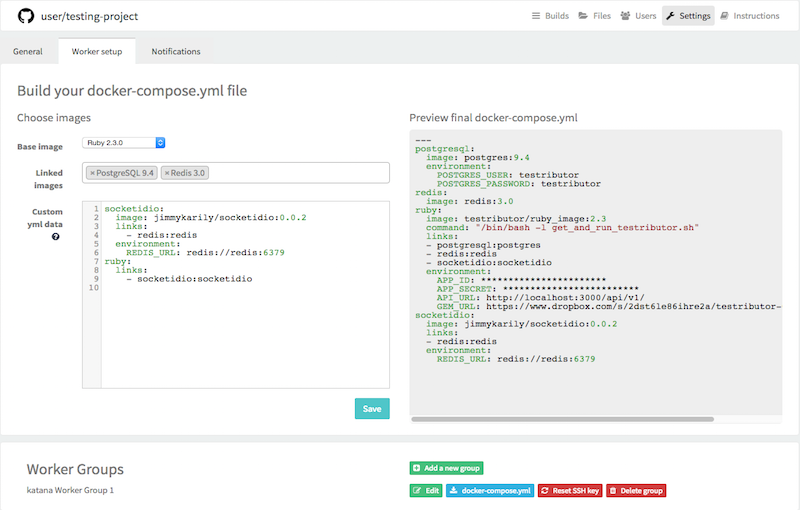 user/testing-project
Builds
Files
Users
Settings
Instructions
General
Worker setup
Notifications
Build your docker-compose.yml file
Choose images
Base image
Ruby 2.3.0
Linked
images
×PostgreSQL 9.4
×Redis 3.0
Custom
yml data
1 socketidio:
2   image: jimmykarily/socketidio:0.0.2
3   links:
4     - redis:redis
5   environment:
6     REDIS_URL: redis://redis:6379
7 ruby:
8   links:
9     - socketidio:socketidio
10
Save
Preview final docker-compose.yml
---
postgresql:
  image: postgres:9.4
  environment:
    POSTGRES_USER: testributor
    POSTGRES_PASSWORD: testributor
redis:
  image: redis:3.0
ruby:
  image: testributor/ruby_image:2.3
  command: "/bin/bash -l get_and_run_testributor.sh"
  links:
  - postgresql:postgres
  - redis:redis
  - socketidio:socketidio
  environment:
    APP_ID: ***********************
    APP_SECRET: *************************
    API_URL: http://localhost:3000/api/v1/
    GEM_URL: https://www.dropbox.com/s/2dst6le86ihre2a/testributor-
socketidio:
  image: jimmykarily/socketidio:0.0.2
  links:
  - redis:redis
  environment:
    REDIS_URL: redis://redis:6379
Worker Groups
Add a new group
katana Worker Group 1
Edit
docker-compose.yml
Reset SSH key
Delete group